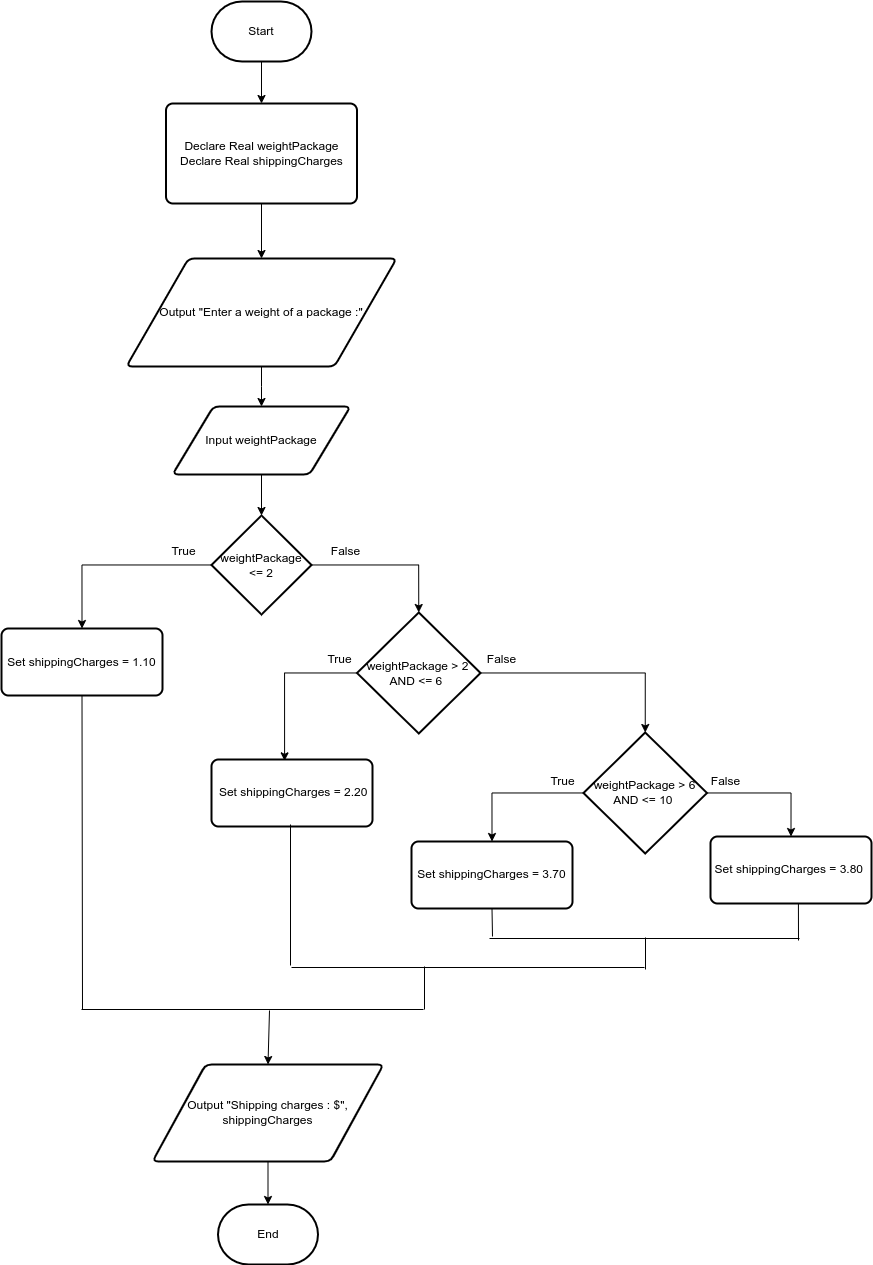 Start
Declare Real weightPackage
Declare Real shippingCharges
Output "Enter a weight of a package :"
Input weightPackage
True
False
weightPackage
<= 2
Set shippingCharges = 1.10
True
False
weightPackage > 2
AND <= 6
Set shippingCharges = 2.20
True
False
weightPackage > 6
AND <= 10
Set shippingCharges = 3.70
Set shippingCharges = 3.80
Output "Shipping charges : $",
shippingCharges
End